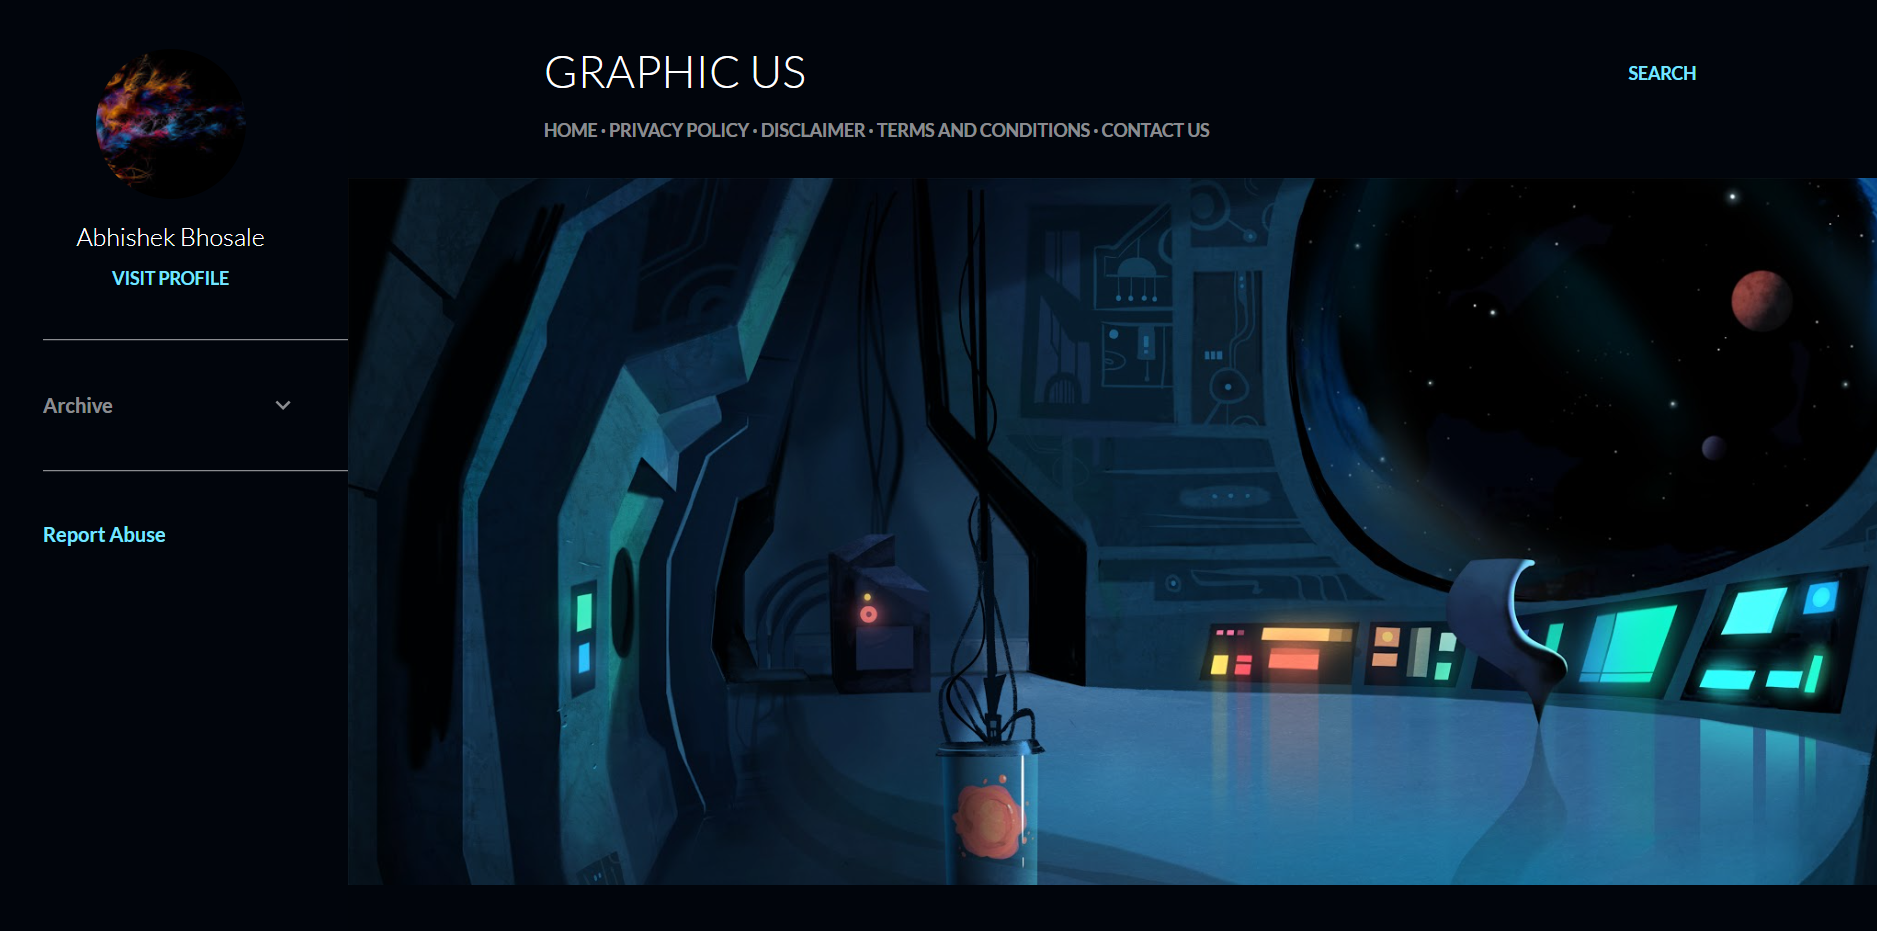 GRAPHIC US
SEARCH
HOME · PRIVACY POLICY · DISCLAIMER · TERMS AND CONDITIONS · CONTACT US
Abhishek Bhosale
VISIT PROFILE
Archive
Report Abuse